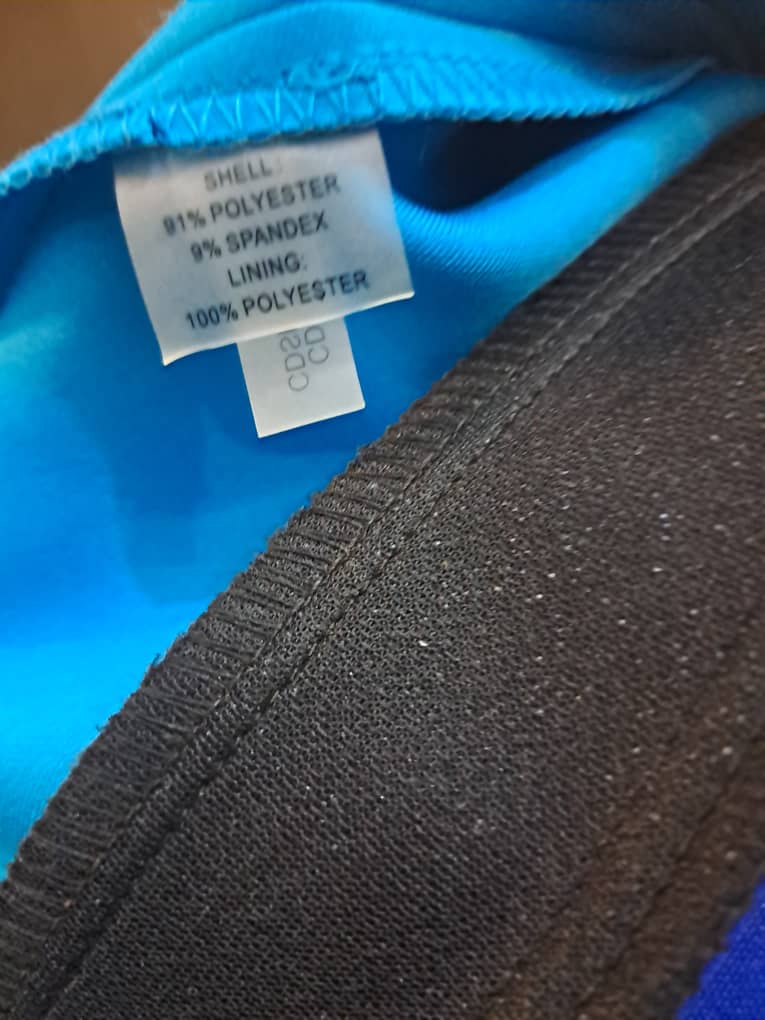 SHELL:
91% POLYESTER
9% SPANDEX
LINING:
100% POLYESTER